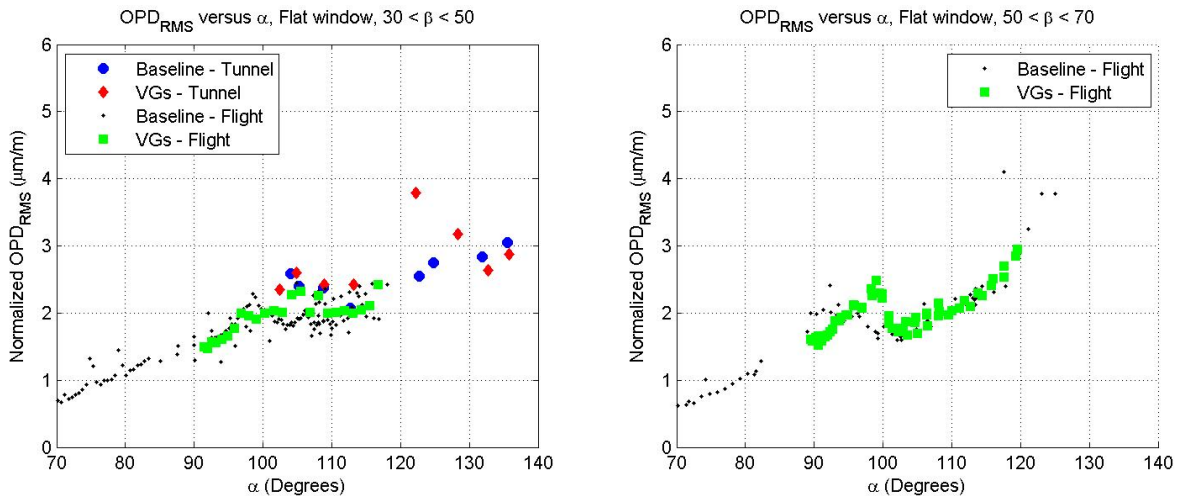 OPD_RMS versus α, Flat window, 30 < β < 50
Normalized OPD_RMS (μm/m)
6
5
4
3
2
1
0
Baseline - Tunnel
VGs - Tunnel
Baseline - Flight
VGs - Flight
70 80 90 100 110 120 130 140
α (Degrees)
OPD_RMS versus α, Flat window, 50 < β < 70
Normalized OPD_RMS (μm/m)
6
5
4
3
2
1
0
Baseline - Flight
VGs - Flight
70 80 90 100 110 120 130 140
α (Degrees)